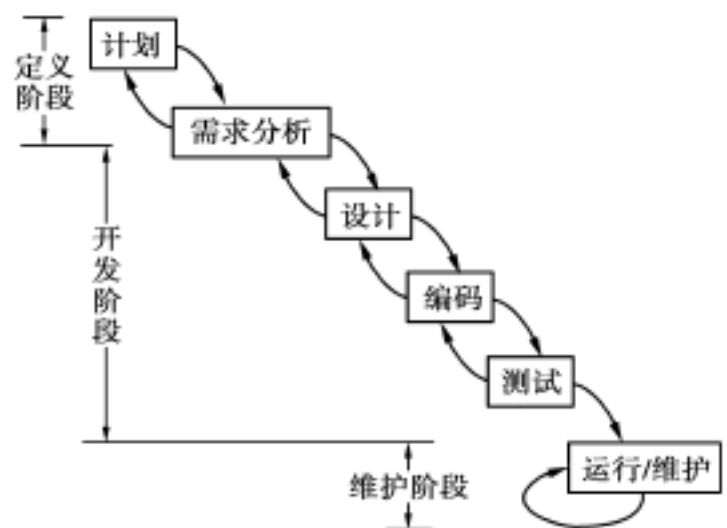 计划
定义
阶段
需求分析
设计
开
发
阶
段
编码
测试
运行/维护
维护阶段